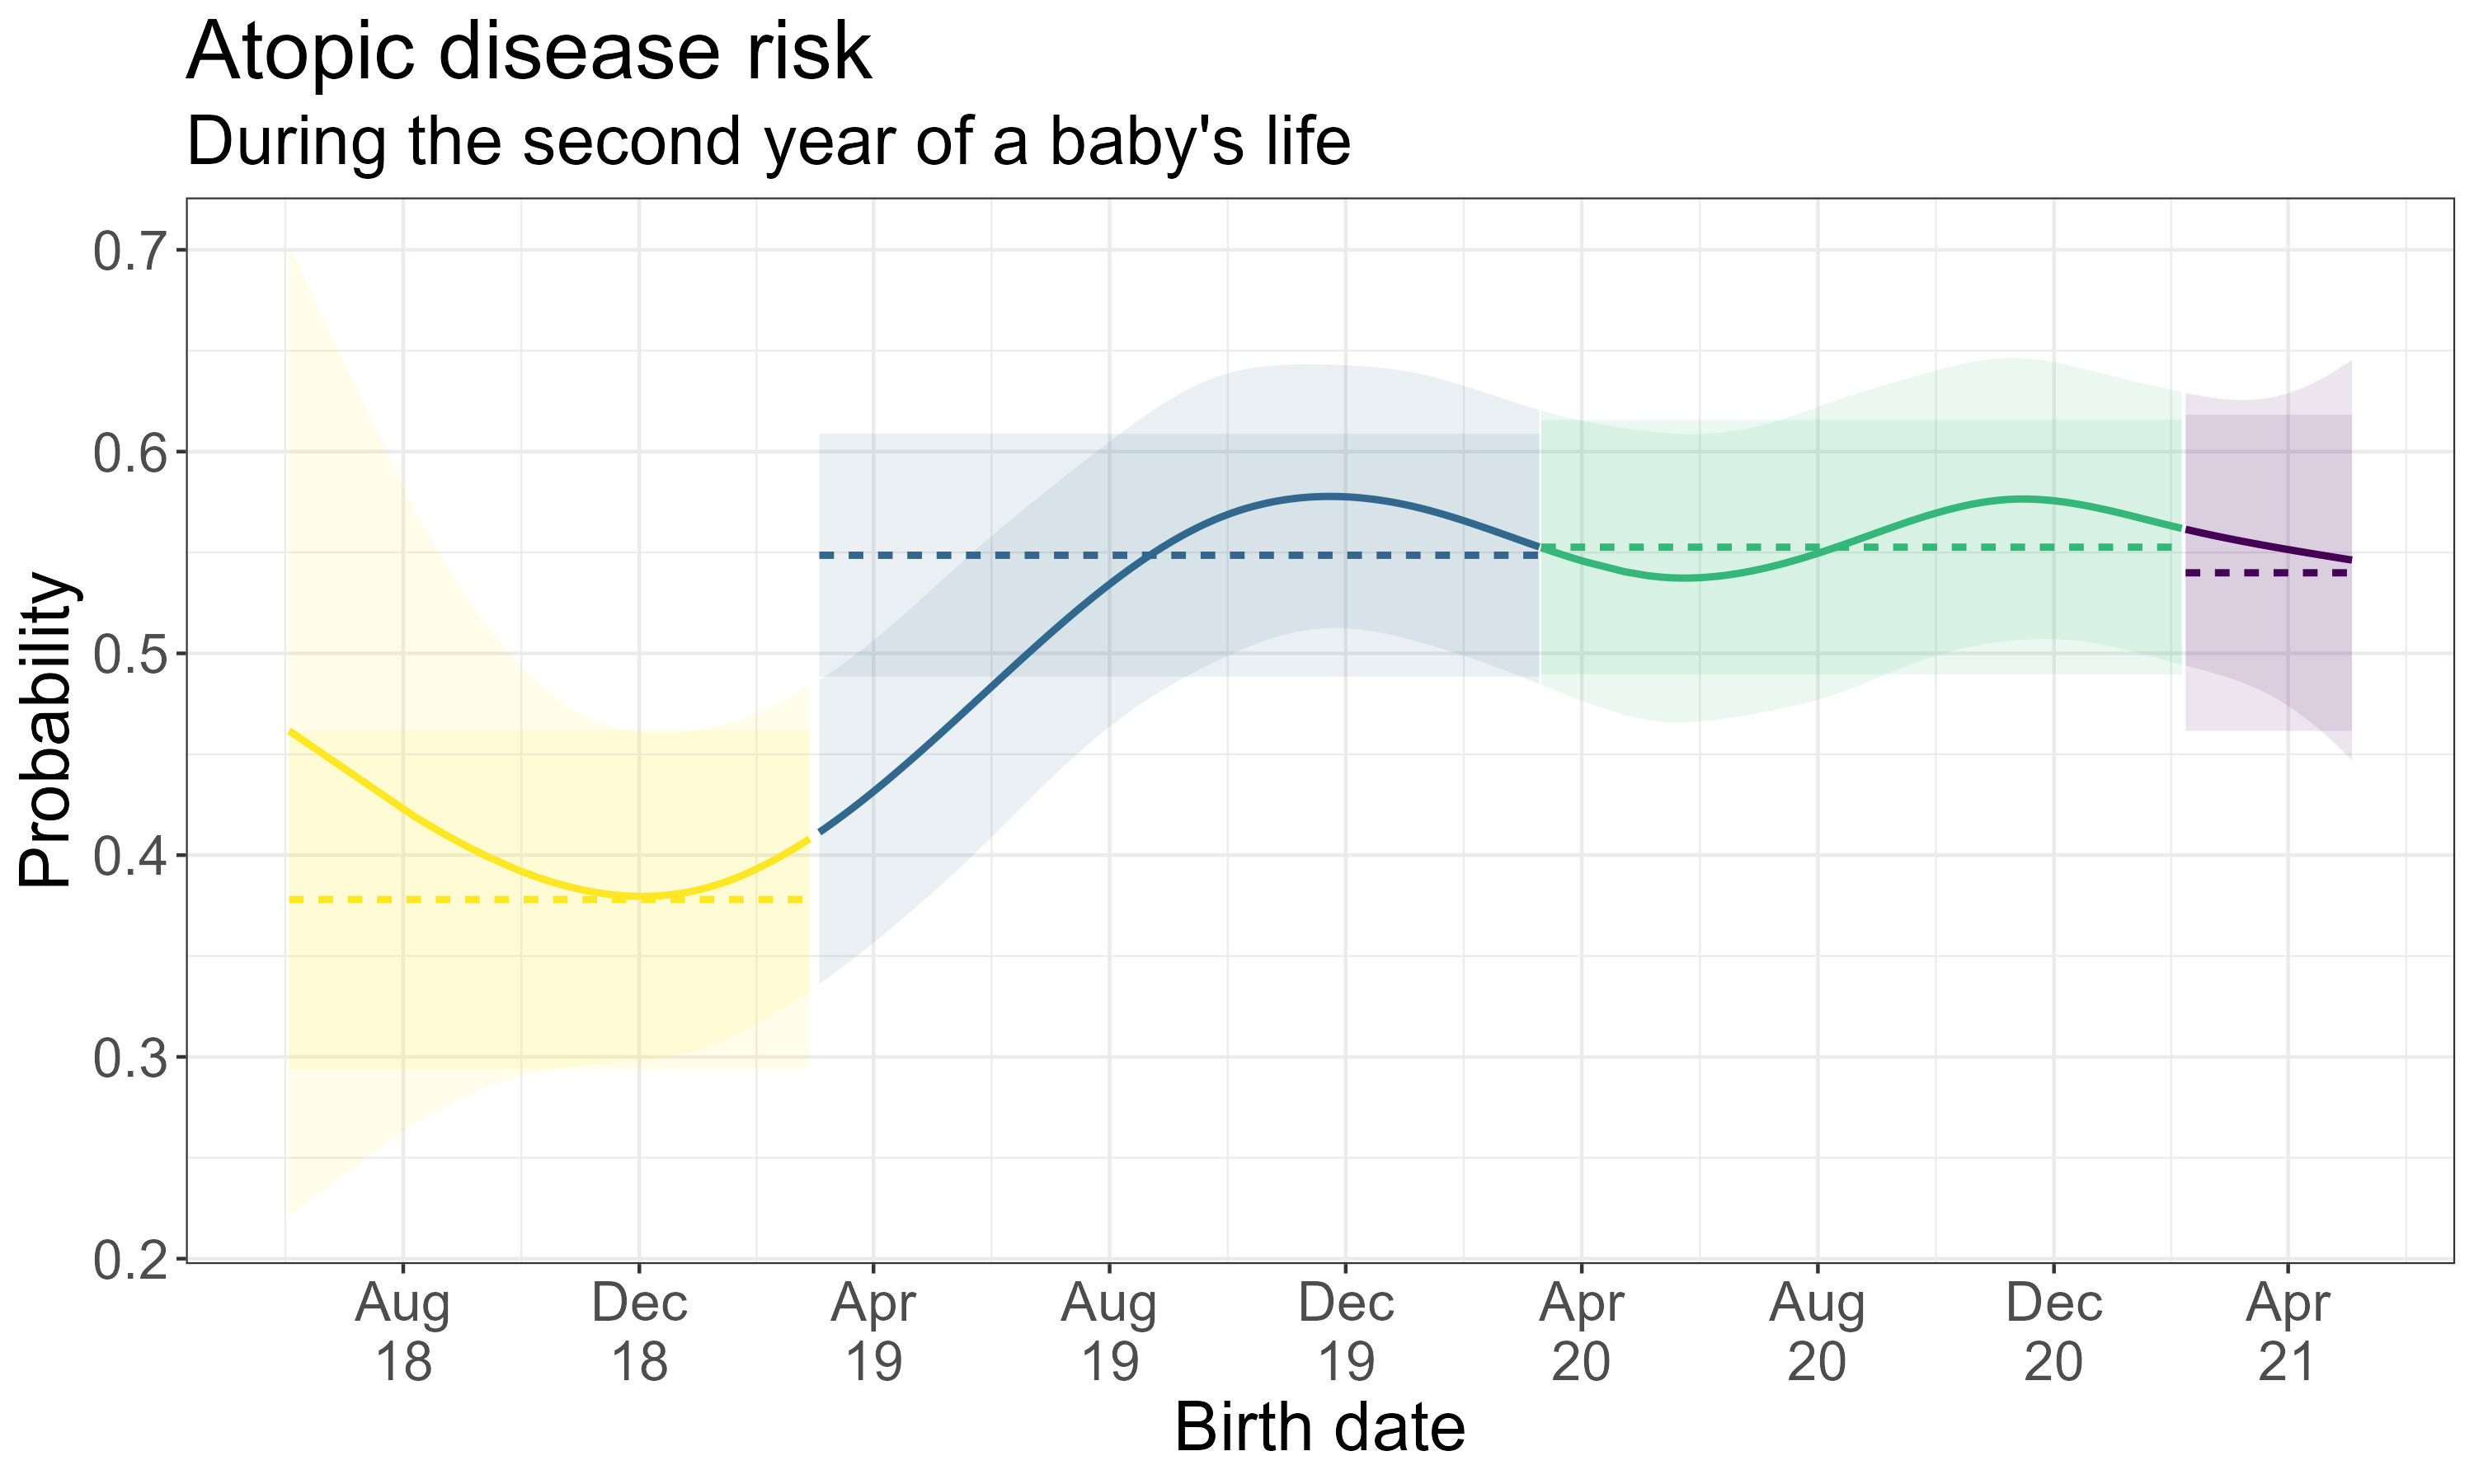 Atopic disease risk
During the second year of a baby's life
Probability
0.7
0.6
0.5
0.4
0.3
0.2
Aug Dec Apr Aug Dec Apr Aug Dec Apr
18 18 19 19 19 20 20 20 21
Birth date